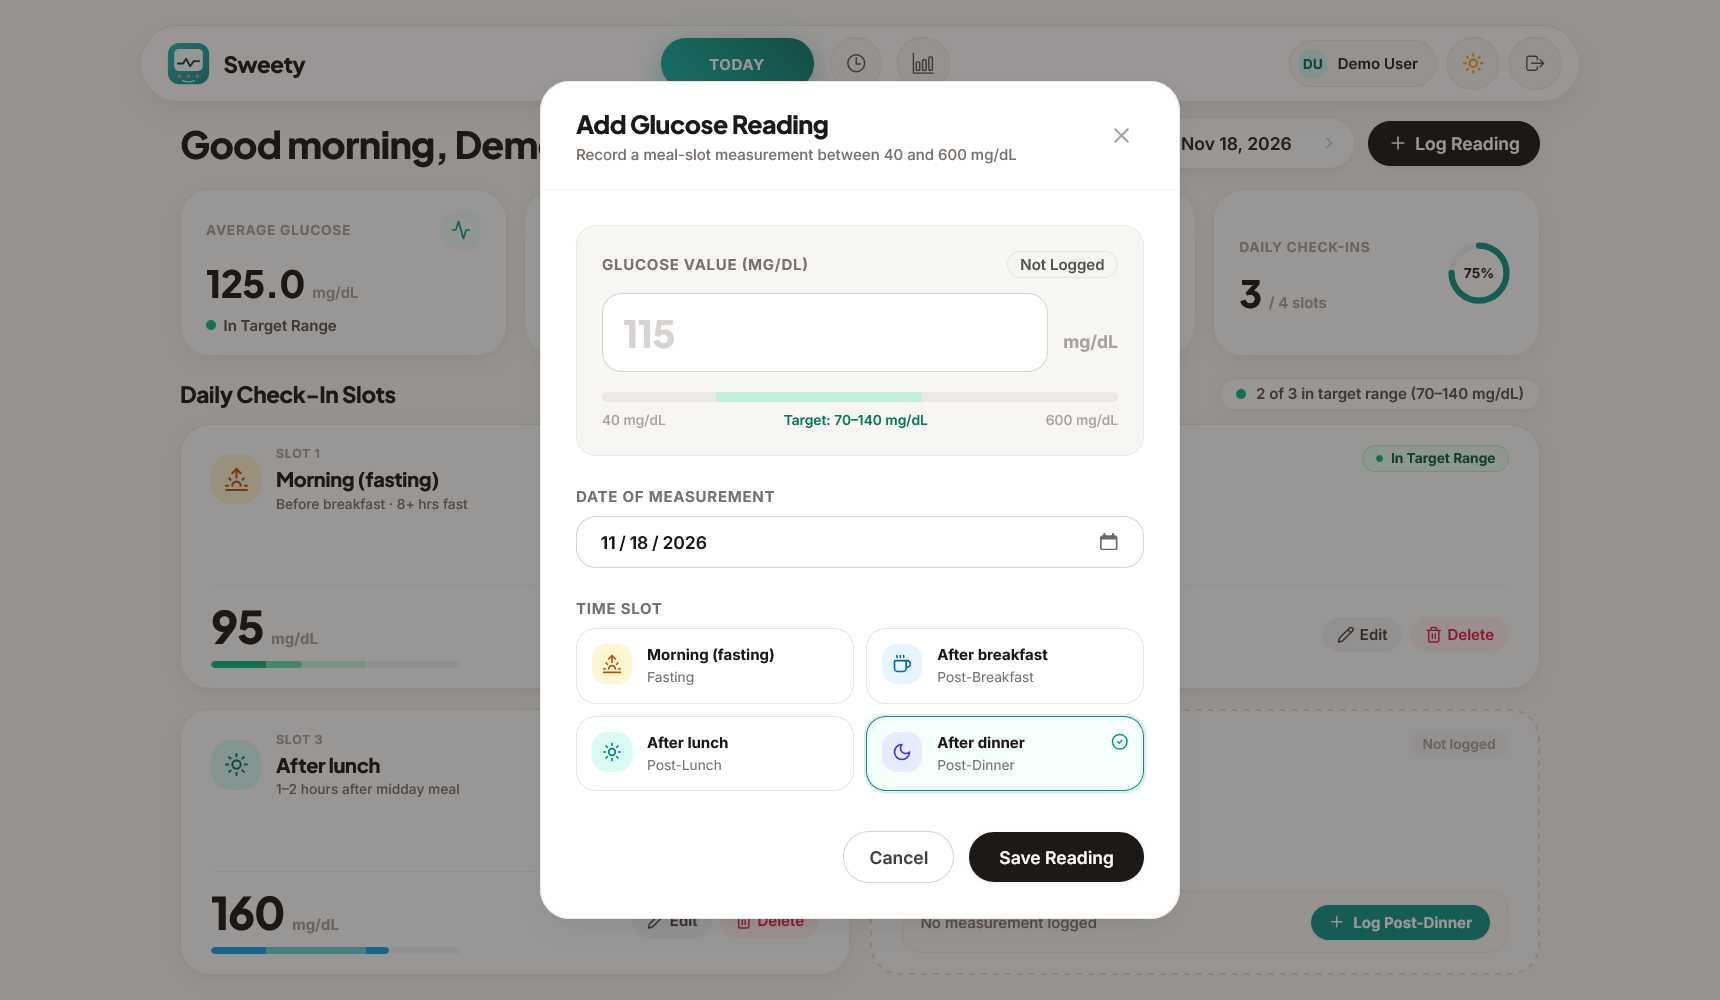 Sweety
TODAY
DU Demo User
Good morning, Dem
Nov 18, 2026
+ Log Reading
AVERAGE GLUCOSE
125.0 mg/dL
In Target Range
DAILY CHECK-INS
3 / 4 slots
75%
Daily Check-In Slots
2 of 3 in target range (70–140 mg/dL)
SLOT 1
Morning (fasting)
Before breakfast · 8+ hrs fast
95 mg/dL
In Target Range
Edit
Delete
SLOT 3
After lunch
1–2 hours after midday meal
160 mg/dL
Edit
Delete
Not logged
No measurement logged
+ Log Post-Dinner
Add Glucose Reading
Record a meal-slot measurement between 40 and 600 mg/dL
GLUCOSE VALUE (MG/DL)
Not Logged
115
mg/dL
40 mg/dL
Target: 70–140 mg/dL
600 mg/dL
DATE OF MEASUREMENT
11 / 18 / 2026
TIME SLOT
Morning (fasting)
Fasting
After breakfast
Post-Breakfast
After lunch
Post-Lunch
After dinner
Post-Dinner
Cancel
Save Reading